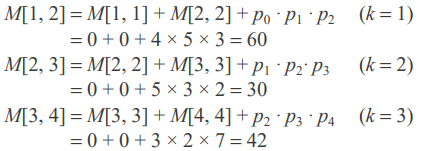 M[1, 2] = M[1, 1] + M[2, 2] + p₀ · p₁ · p₂ (k = 1)
= 0 + 0 + 4 × 5 × 3 = 60
M[2, 3] = M[2, 2] + M[3, 3] + p₁ · p₂· p₃ (k = 2)
= 0 + 0 + 5 × 3 × 2 = 30
M[3, 4] = M[3, 3] + M[4, 4] + p₂ · p₃ · p₄ (k = 3)
= 0 + 0 + 3 × 2 × 7 = 42